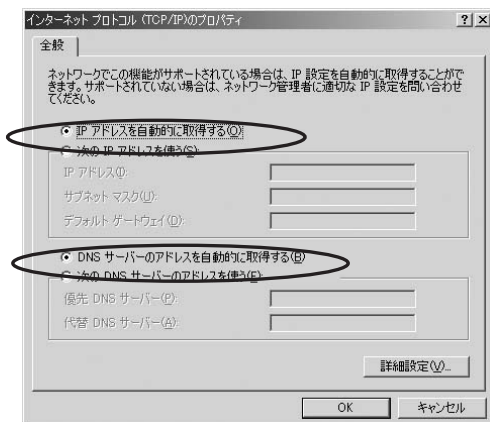 インターネット プロトコル (TCP/IP)のプロパティ
全般
ネットワークでこの機能がサポートされている場合は、IP 設定を自動的に取得することがで
きます。サポートされていない場合は、ネットワーク管理者に適切な IP 設定を問い合わせ
てください。
IP アドレスを自動的に取得する(O)
次の IP アドレスを使う(S):
IP アドレス(I):
サブネット マスク(U):
デフォルト ゲートウェイ(D):
DNS サーバーのアドレスを自動的に取得する(B)
次の DNS サーバーのアドレスを使う(E):
優先 DNS サーバー(P):
代替 DNS サーバー(A):
詳細設定(V)...
OK
キャンセル